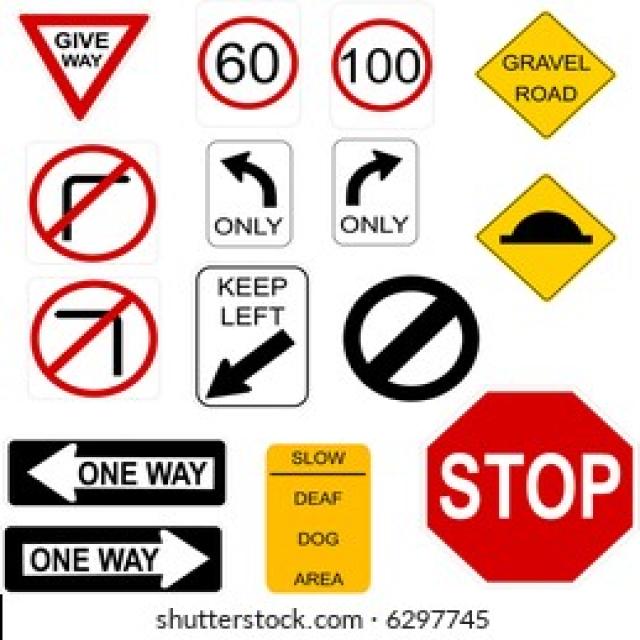 GIVE
WAY
60
100
GRAVEL
ROAD
ONLY
ONLY
KEEP
LEFT
ONE WAY
ONE WAY
SLOW
DEAF
DOG
AREA
STOP
shutterstock.com · 6297745